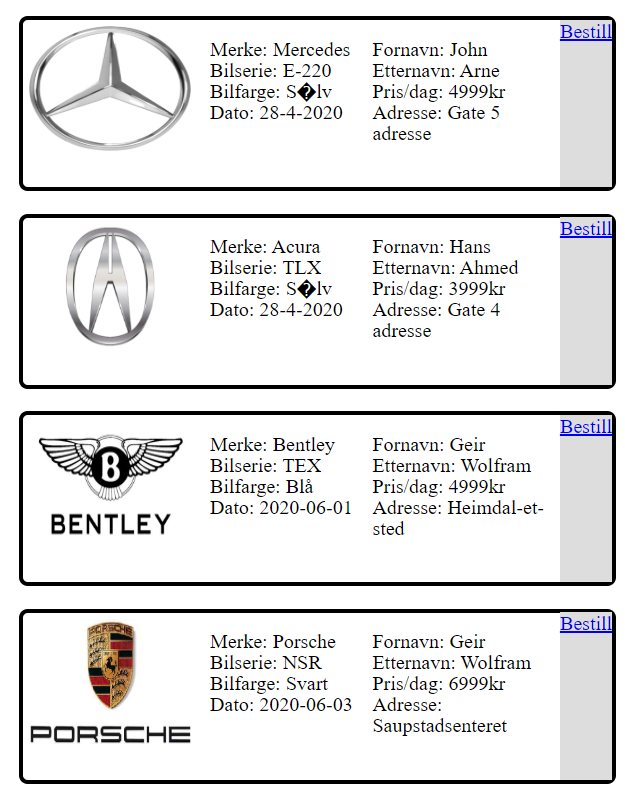 Bestill
Merke: Mercedes
Bilserie: E-220
Bilfarge: S�lv
Dato: 28-4-2020
Fornavn: John
Etternavn: Arne
Pris/dag: 4999kr
Adresse: Gate 5
adresse
Bestill
Merke: Acura
Bilserie: TLX
Bilfarge: S�lv
Dato: 28-4-2020
Fornavn: Hans
Etternavn: Ahmed
Pris/dag: 3999kr
Adresse: Gate 4
adresse
Bestill
B
BENTLEY
Merke: Bentley
Bilserie: TEX
Bilfarge: Blå
Dato: 2020-06-01
Fornavn: Geir
Etternavn: Wolfram
Pris/dag: 4999kr
Adresse: Heimdal-et-
sted
Bestill
PORSCHE
PORSCHE
Merke: Porsche
Bilserie: NSR
Bilfarge: Svart
Dato: 2020-06-03
Fornavn: Geir
Etternavn: Wolfram
Pris/dag: 6999kr
Adresse:
Saupstadsenteret